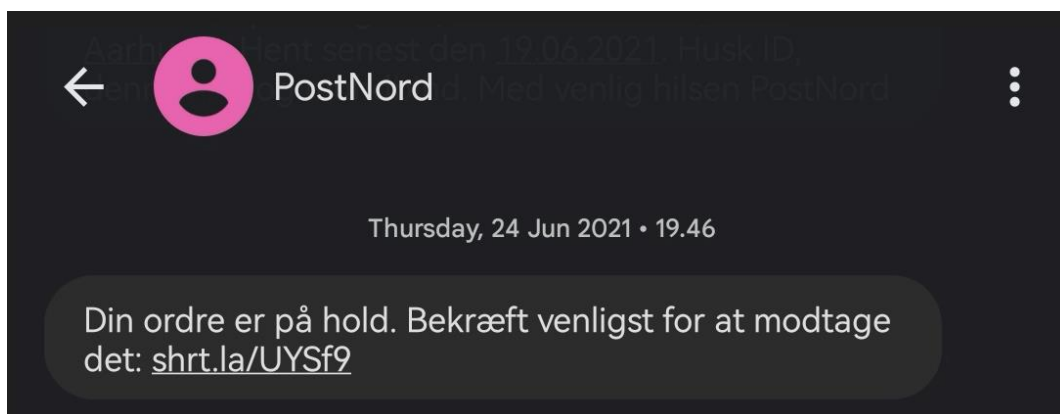 Aarh Hent senest den 19.06.2021. Husk ID,
PostNord
Med venlig hilsen PostNord
Thursday, 24 Jun 2021 • 19.46
Din ordre er på hold. Bekræft venligst for at modtage
det: shrt.la/UYSf9